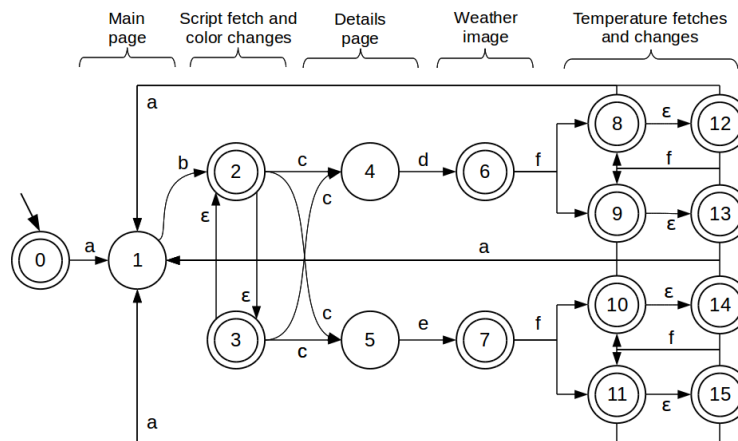 Main
page
Script fetch and
color changes
Details
page
Weather
image
Temperature fetches
and changes
a
8
ε
12
b
2
c
4
d
6
f
f
c
ε
9
ε
13
0
a
1
a
ε
10
ε
14
c
3
c
5
e
7
f
f
11
ε
15
a